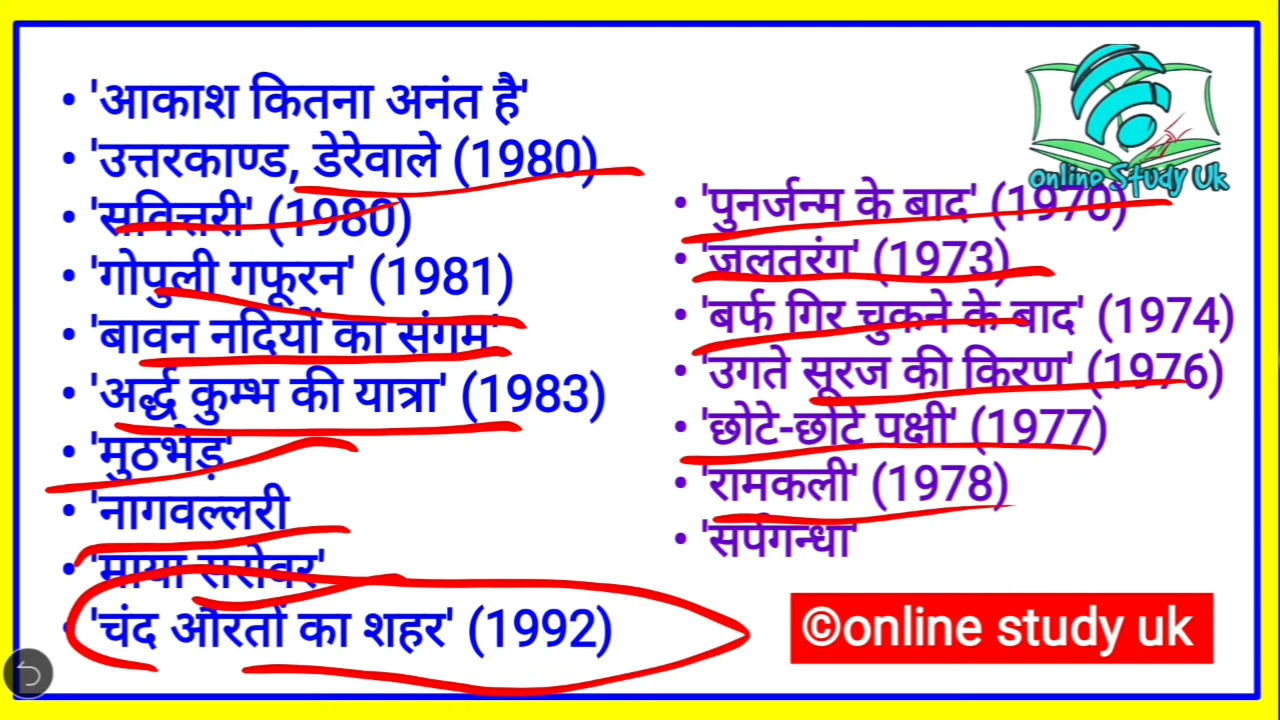 • 'आकाश कितना अनंत है'
• 'उत्तरकाण्ड, डेरेवाले (1980)
• 'सवित्तरी' (1980)
• 'गोपुली गफूरन' (1981)
• 'बावन नदियों का संगम'
• 'अर्द्ध कुम्भ की यात्रा' (1983)
• 'मुठभेड़'
• 'नागवल्लरी
• 'माया सरोवर'
• 'चंद औरतों का शहर' (1992)
Online Study Uk
• 'पुनर्जन्म के बाद' (1970)
• 'जलतरंग' (1973)
• 'बर्फ गिर चुकने के बाद' (1974)
• 'उगते सूरज की किरण' (1976)
• 'छोटे-छोटे पक्षी' (1977)
• 'रामकली' (1978)
• 'सर्पगन्धा'
©online study uk